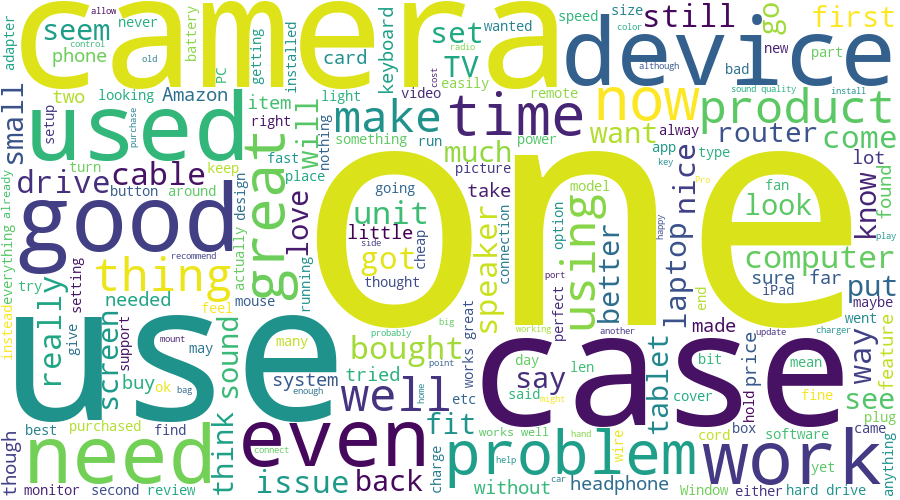 allow
wanted
speed
size
first
adapter
control
never
seem
camera
still
go
phone
old
battery
PC
getting
installed
card
keyboard
set
TV
radio
easily
color
device
although
new
part
bad
small
setup
two
looking
Amazon
item
light
video
cost
remote
now
product
sound quality
install
purchase
used
right
will
nothing
make
something
run
power
time
want
alway
router
come
turn
fast
keep
place
much
picture
app
type
key
lot
drive
cable
button
around
design
great
love
going
unit
little
side
cheap
take
connection
option
model
using
better
nice
laptop
fan
look
know
found
everything already
good
actually
recommend
thought
got
speaker
one
happy
computer
play
try
setting
thing
mouse
running
port
perfect
end
Pro
iPad
sure
far
put
maybe
instead
really
give
needed
feel
many
probably
big
works great
working
another
made
update
charger
went
feature
screen
support
mount
may
use
sound
bought
point
day
len
bit
price
mean
way
see
ok
bag
buy
system
enough
tried
home
etc
say
said
might
case
tablet
cover
hold
box
fine
plug
best
purchased
find
think
even
well
fit
works well
hand
wire
cord
software
came
though
need
connect
charge
help
problem
work
yet
anything
monitor
second
review
issue
back
without
car
headphone
Window
either
hard drive